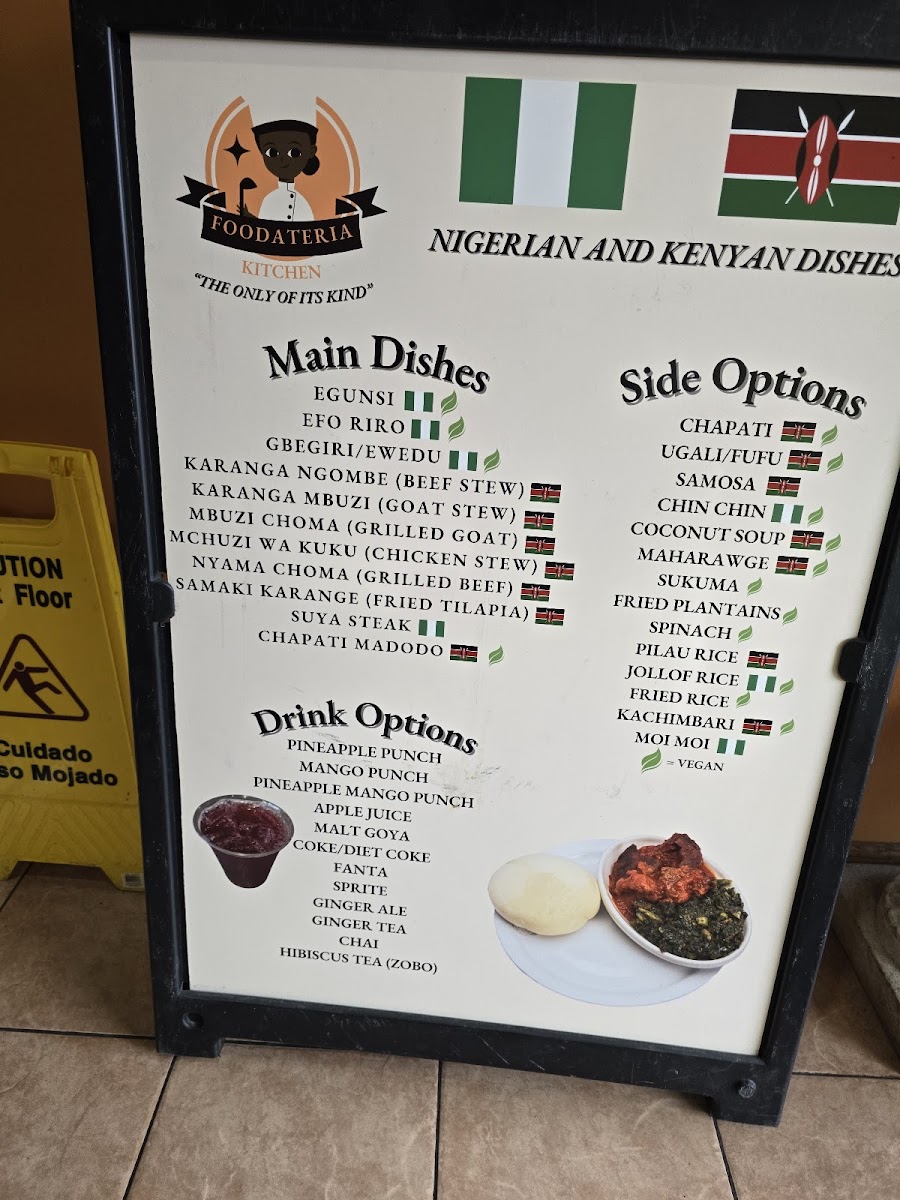 FOODATERIA
KITCHEN
"THE ONLY OF ITS KIND"
NIGERIAN AND KENYAN DISHES
Main Dishes
EGUNSI
EFO RIRO
GBEGIRI/EWEDU
KARANGA NGOMBE (BEEF STEW)
KARANGA MBUZI (GOAT STEW)
MBUZI CHOMA (GRILLED GOAT)
MCHUZI WA KUKU (CHICKEN STEW)
NYAMA CHOMA (GRILLED BEEF)
SAMAKI KARANGE (FRIED TILAPIA)
SUYA STEAK
CHAPATI MADODO
Side Options
CHAPATI
UGALI/FUFU
SAMOSA
CHIN CHIN
COCONUT SOUP
MAHARAWGE
SUKUMA
FRIED PLANTAINS
SPINACH
PILAU RICE
JOLLOF RICE
FRIED RICE
KACHIMBARI
MOI MOI
= VEGAN
Drink Options
PINEAPPLE PUNCH
MANGO PUNCH
PINEAPPLE MANGO PUNCH
APPLE JUICE
MALT GOYA
COKE/DIET COKE
FANTA
SPRITE
GINGER ALE
GINGER TEA
CHAI
HIBISCUS TEA (ZOBO)
UTION
Floor
Cuidado
so Mojado